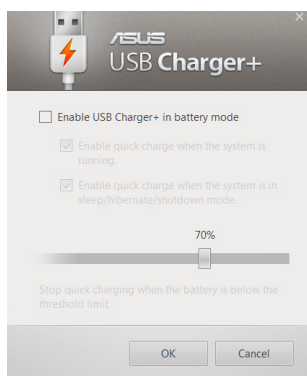 ASUS
USB Charger+
Enable USB Charger+ in battery mode
Enable quick charge when the system is
running.
Enable quick charge when the system is in
sleep/hibernate/shutdown mode.
70%
Stop quick charging when the battery is below the
threshold limit.
OK Cancel